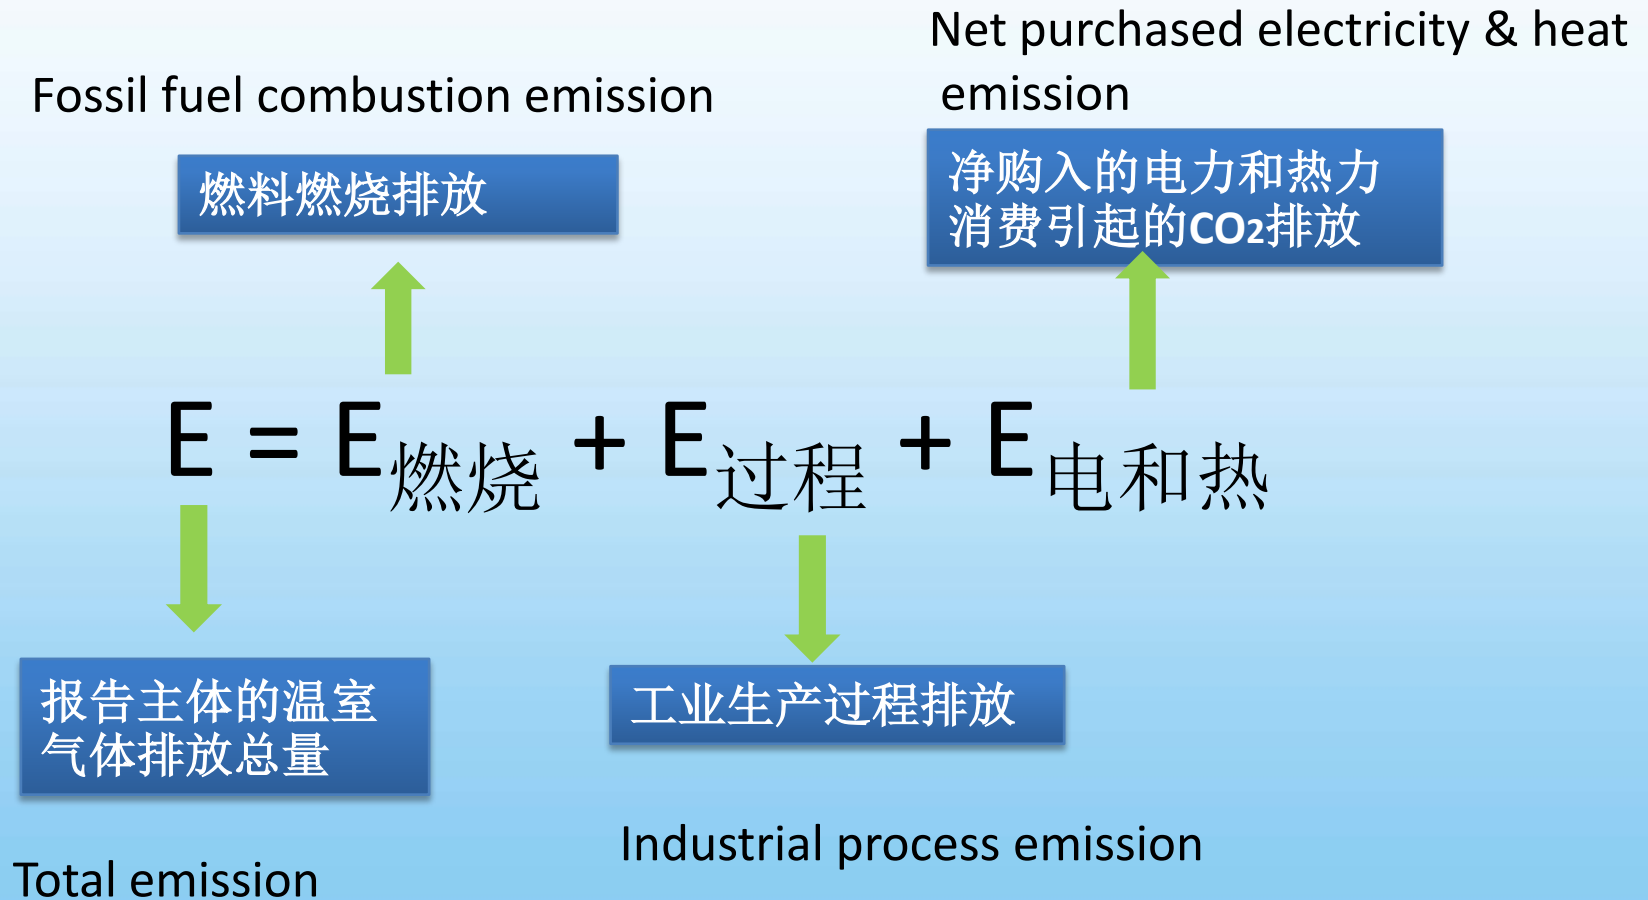 Net purchased electricity & heat
emission
Fossil fuel combustion emission
燃料燃烧排放
净购入的电力和热力
消费引起的CO2排放
E = E燃烧 + E过程 + E电和热
报告主体的温室
气体排放总量
工业生产过程排放
Industrial process emission
Total emission